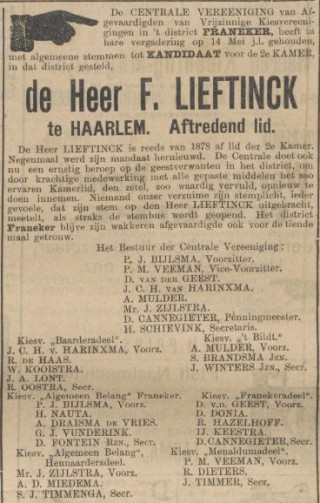 De CENTRALE VEREENIGING van Af-
gevaardigden van Vrijzinnige Kiesvereeni-
gingen in 't district FRANEKER, heeft in
hare vergadering op 14 Mei j.l. gehouden,
met algemeene stemmen tot KANDIDAAT voor de 2e KAMER,
in dat district gesteld,
de Heer F. LIEFTINCK
te HAARLEM. Aftredend lid.
De Heer LIEFTINCK is reeds van 1878 af lid der 2e Kamer.
Negenmaal werd zijn mandaat hernieuwd. De Centrale doet ook
nu een ernstig beroep op de geestverwanten in het district, om
door krachtige medewerking met alle gepaste middelen het zoo
ervaren Kamerlid, den zetel, zoo waardig vervuld, opnieuw te
doen innemen. Niemand onzer verzuime zijn stemplicht, ieder
gevoele, dat zijn stem op den Heer LIEFTINCK uitgebracht,
meetelt, als straks de stembus wordt geopend. Het district
Franeker blijve zijn wakkeren afgevaardigde ook voor de tiende
maal getrouw.
Het Bestuur der Centrale Vereeniging:
P. J. BIJLSMA, Voorzitter.
P. M. VEEMAN, Vice-Voorzitter.
D. VAN DER GEEST.
J. C. H. VAN HARINXMA.
A. MULDER.
Mr. J. ZIJLSTRA.
D. CANNEGIETER, Penningmeester.
H. SCHIEVINK, Secretaris.
Kiesv. „Baarderadeel".
J. C. H. v. HARINXMA, Voorz.
R. DE HAAS.
W. KOOISTRA.
J. A. LONT.
R. OOSTRA, Secr.
Kiesv. „'t Bildt."
A. MULDER, Voorz.
S. BRANDSMA JZN.
J. WINTERS JZN., Secr.
Kiesv. „Algemeen Belang" Franeker.
P. J. BIJLSMA, Voorz.
H. NAUTA.
A. DRAISMA DE VRIES.
G. J. VUNDERINK.
D. FONTEIN RZN., Secr.
Kiesv. „Franekeradeel".
D. v.D. GEEST, Voorz.
D. DONIA.
R. HAZELHOFF.
J. KEESTRA.
D. CANNEGIETER, Secr.
Kiesv. „Algemeen Belang",
Hennaarderadeel.
Mr. J. ZIJLSTRA, Voorz.
A. D. MIEDEMA.
S. J. TIMMENGA, Secr.
Kiesv. „Menaldumadeel".
P. M. VEEMAN, Voorz.
R. DIETERS.
J. TIMMER, Secr.